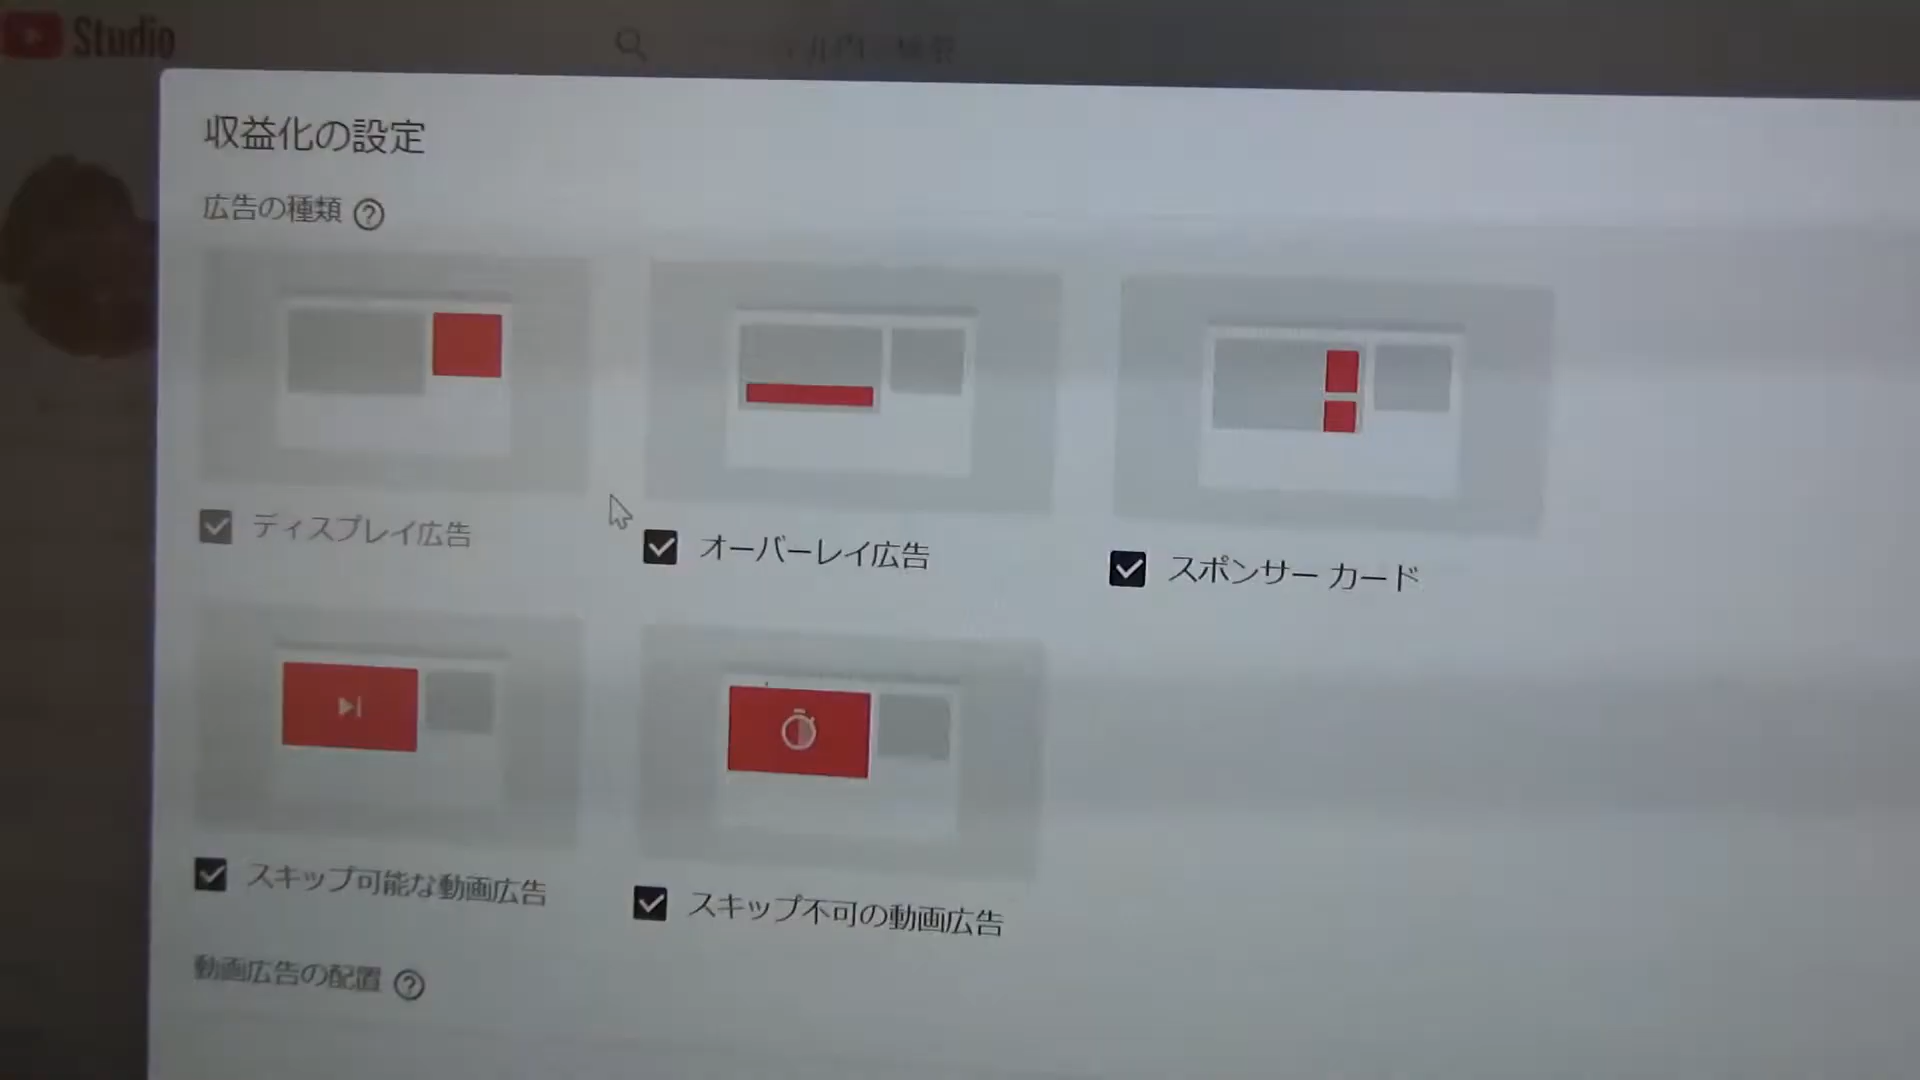 Studio
収益化の設定
広告の種類
ディスプレイ広告
オーバーレイ広告
スポンサー カード
スキップ可能な動画広告
スキップ不可の動画広告
動画広告の配置